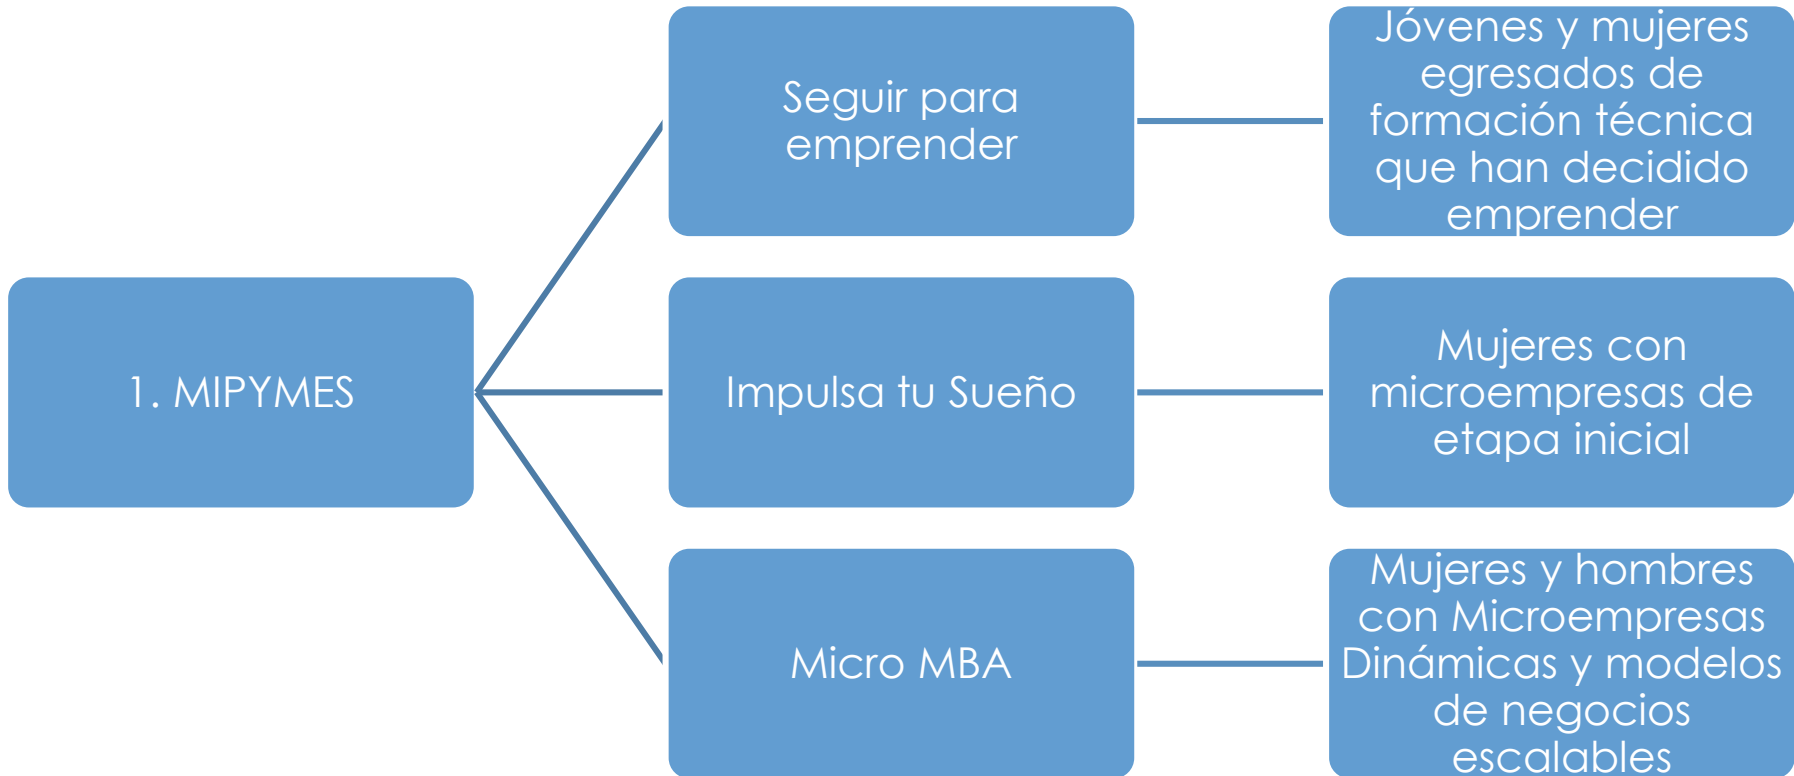 1. MIPYMES
Seguir para
emprender
Jóvenes y mujeres
egresados de
formación técnica
que han decidido
emprender
Impulsa tu Sueño
Mujeres con
microempresas de
etapa inicial
Micro MBA
Mujeres y hombres
con Microempresas
Dinámicas y modelos
de negocios
escalables